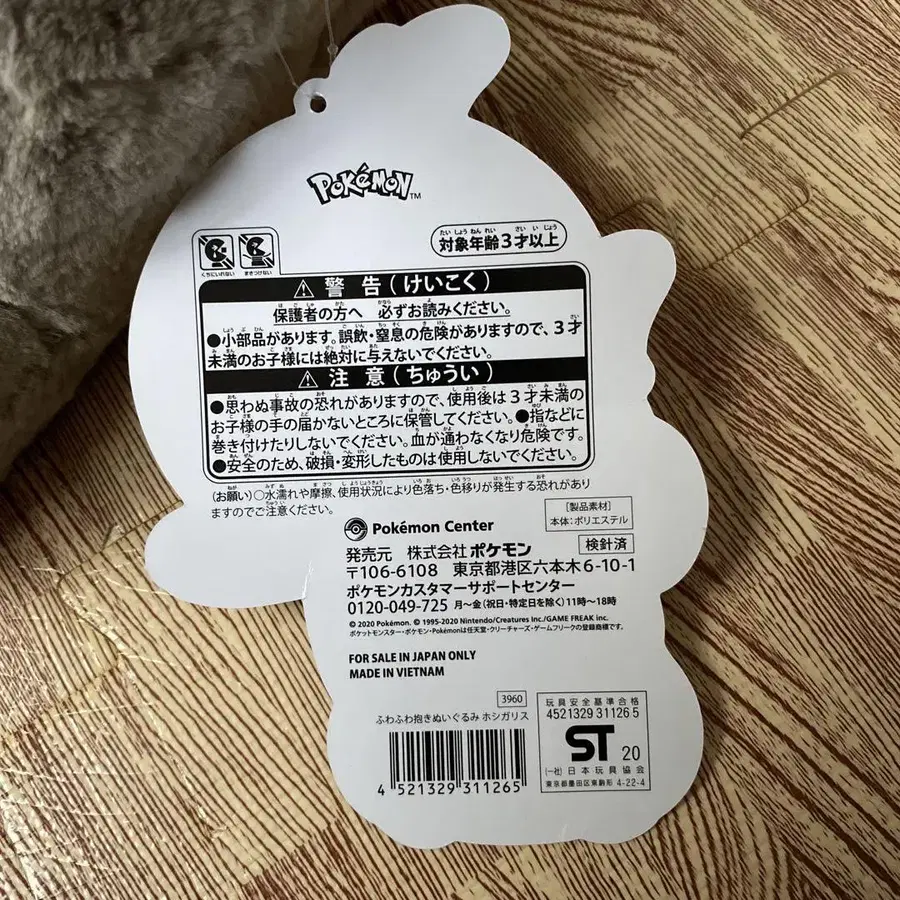 POKéMON™
対象年齢3才以上
くちにいれない
まきつけない
⚠警告(けいこく)
保護者の方へ 必ずお読みください。
●小部品があります。誤飲・窒息の危険がありますので、3才
未満のお子様には絶対に与えないでください。
⚠注意(ちゅうい)
●思わぬ事故の恐れがありますので、使用後は3才未満の
お子様の手の届かないところに保管してください。●指などに
巻き付けたりしないでください。血が通わなくなり危険です。
●安全のため、破損・変形したものは使用しないでください。
(お願い)○水濡れや摩擦、使用状況により色落ち・色移りが発生する恐れがあり
ますのでご注意ください。
Pokémon Center
[製品素材]
本体:ポリエステル
発売元 株式会社ポケモン
検針済
〒106-6108 東京都港区六本木6-10-1
ポケモンカスタマーサポートセンター
0120-049-725 月〜金(祝日・特定日を除く)11時〜18時
© 2020 Pokémon. © 1995-2020 Nintendo/Creatures Inc./GAME FREAK inc.
ポケットモンスター・ポケモン・Pokémonは任天堂・クリーチャーズ・ゲームフリークの登録商標です。
FOR SALE IN JAPAN ONLY
MADE IN VIETNAM
3960
ふわふわ抱きぬいぐるみ ホシガリス
4 521329 311265
玩具安全基準合格
4521329 31126 5
ST 20
(一社)日本玩具協会
東京都墨田区東駒形 4-22-4